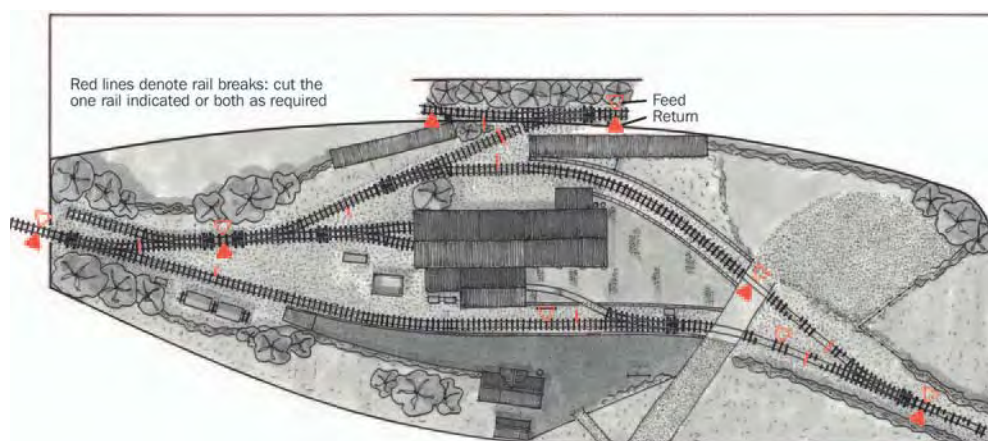 Red lines denote rail breaks: cut the
one rail indicated or both as required
Feed
Return